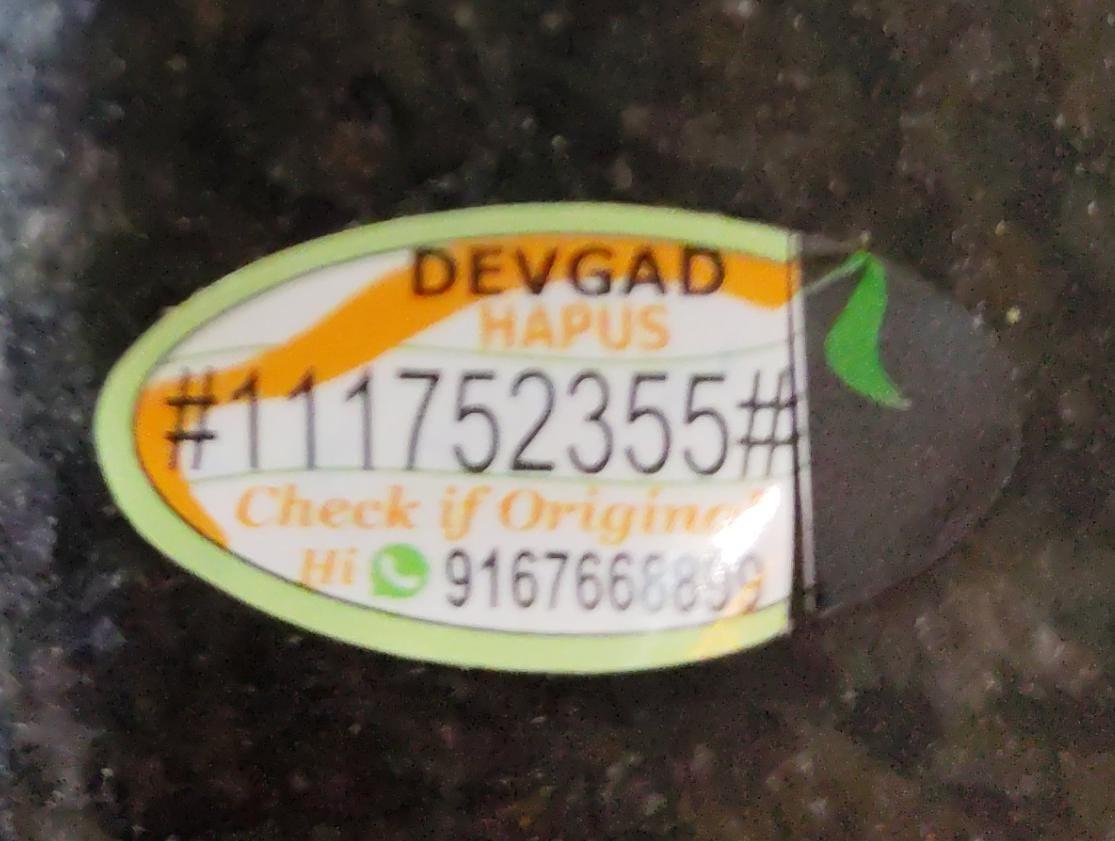 DEVGAD
HAPUS
#111752355#
Check if Original
Hi 9167668899